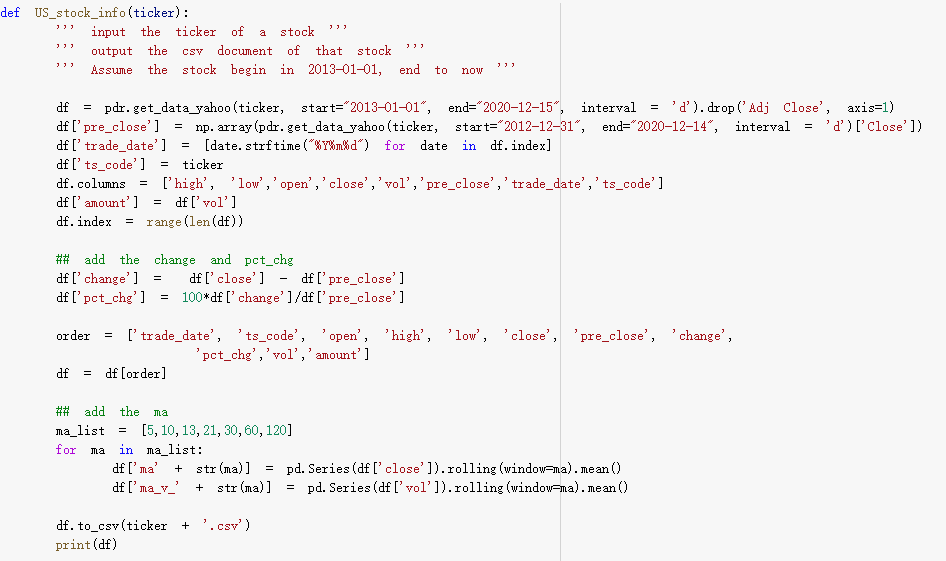 def US_stock_info(ticker):
    ''' input the ticker of a stock '''
    ''' output the csv document of that stock '''
    ''' Assume the stock begin in 2013-01-01, end to now '''
    df = pdr.get_data_yahoo(ticker, start="2013-01-01", end="2020-12-15", interval = 'd').drop('Adj Close', axis=1)
    df['pre_close'] = np.array(pdr.get_data_yahoo(ticker, start="2012-12-31", end="2020-12-14", interval = 'd')['Close'])
    df['trade_date'] = [date.strftime("%Y%m%d") for date in df.index]
    df['ts_code'] = ticker
    df.columns = ['high', 'low','open','close','vol','pre_close','trade_date','ts_code']
    df['amount'] = df['vol']
    df.index = range(len(df))
    ## add the change and pct_chg
    df['change'] = df['close'] - df['pre_close']
    df['pct_chg'] = 100*df['change']/df['pre_close']
    order = ['trade_date', 'ts_code', 'open', 'high', 'low', 'close', 'pre_close', 'change',
             'pct_chg','vol','amount']
    df = df[order]
    ## add the ma
    ma_list = [5,10,13,21,30,60,120]
    for ma in ma_list:
        df['ma' + str(ma)] = pd.Series(df['close']).rolling(window=ma).mean()
        df['ma_v_' + str(ma)] = pd.Series(df['vol']).rolling(window=ma).mean()
    df.to_csv(ticker + '.csv')
    print(df)